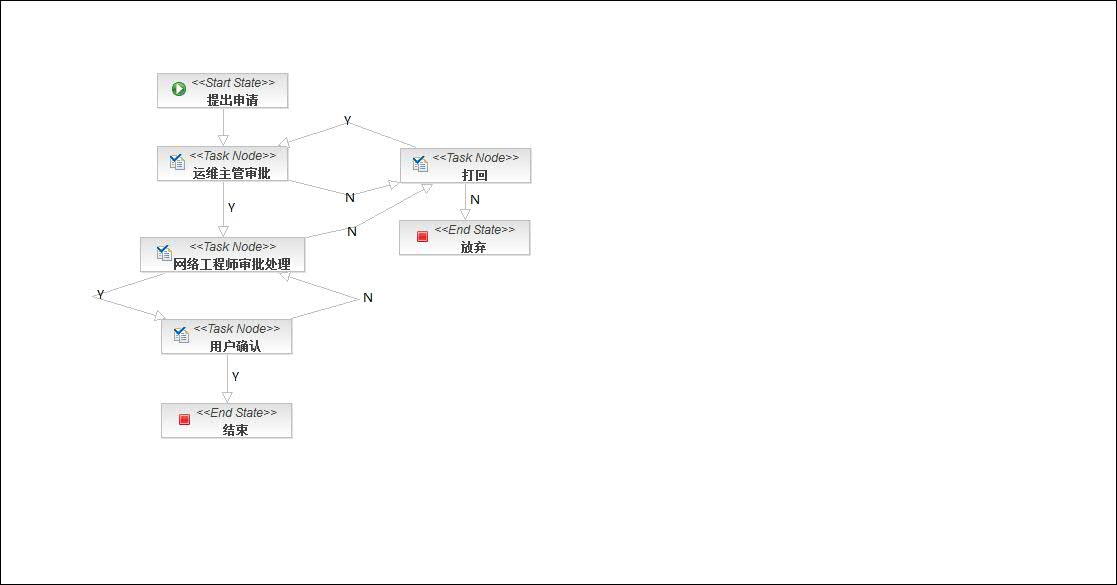 <<Start State>>
提出申请
Y
<<Task Node>>
运维主管审批
<<Task Node>>
打回
N
Y
N
<<End State>>
放弃
N
<<Task Node>>
网络工程师审批处理
Y
N
<<Task Node>>
用户确认
Y
<<End State>>
结束